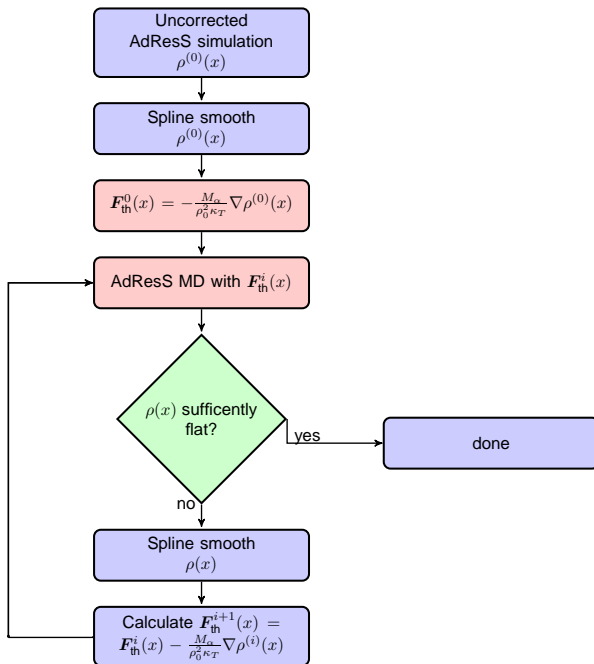 Uncorrected
AdResS simulation
ρ^(0)(x)
Spline smooth
ρ^(0)(x)
F_th^0(x) = −M_α/(ρ_0^2 κ_T) ∇ρ^(0)(x)
AdResS MD with F_th^i(x)
ρ(x) sufficently
flat?
yes
done
no
Spline smooth
ρ(x)
Calculate F_th^{i+1}(x) =
F_th^i(x) − M_α/(ρ_0^2 κ_T) ∇ρ^(i)(x)